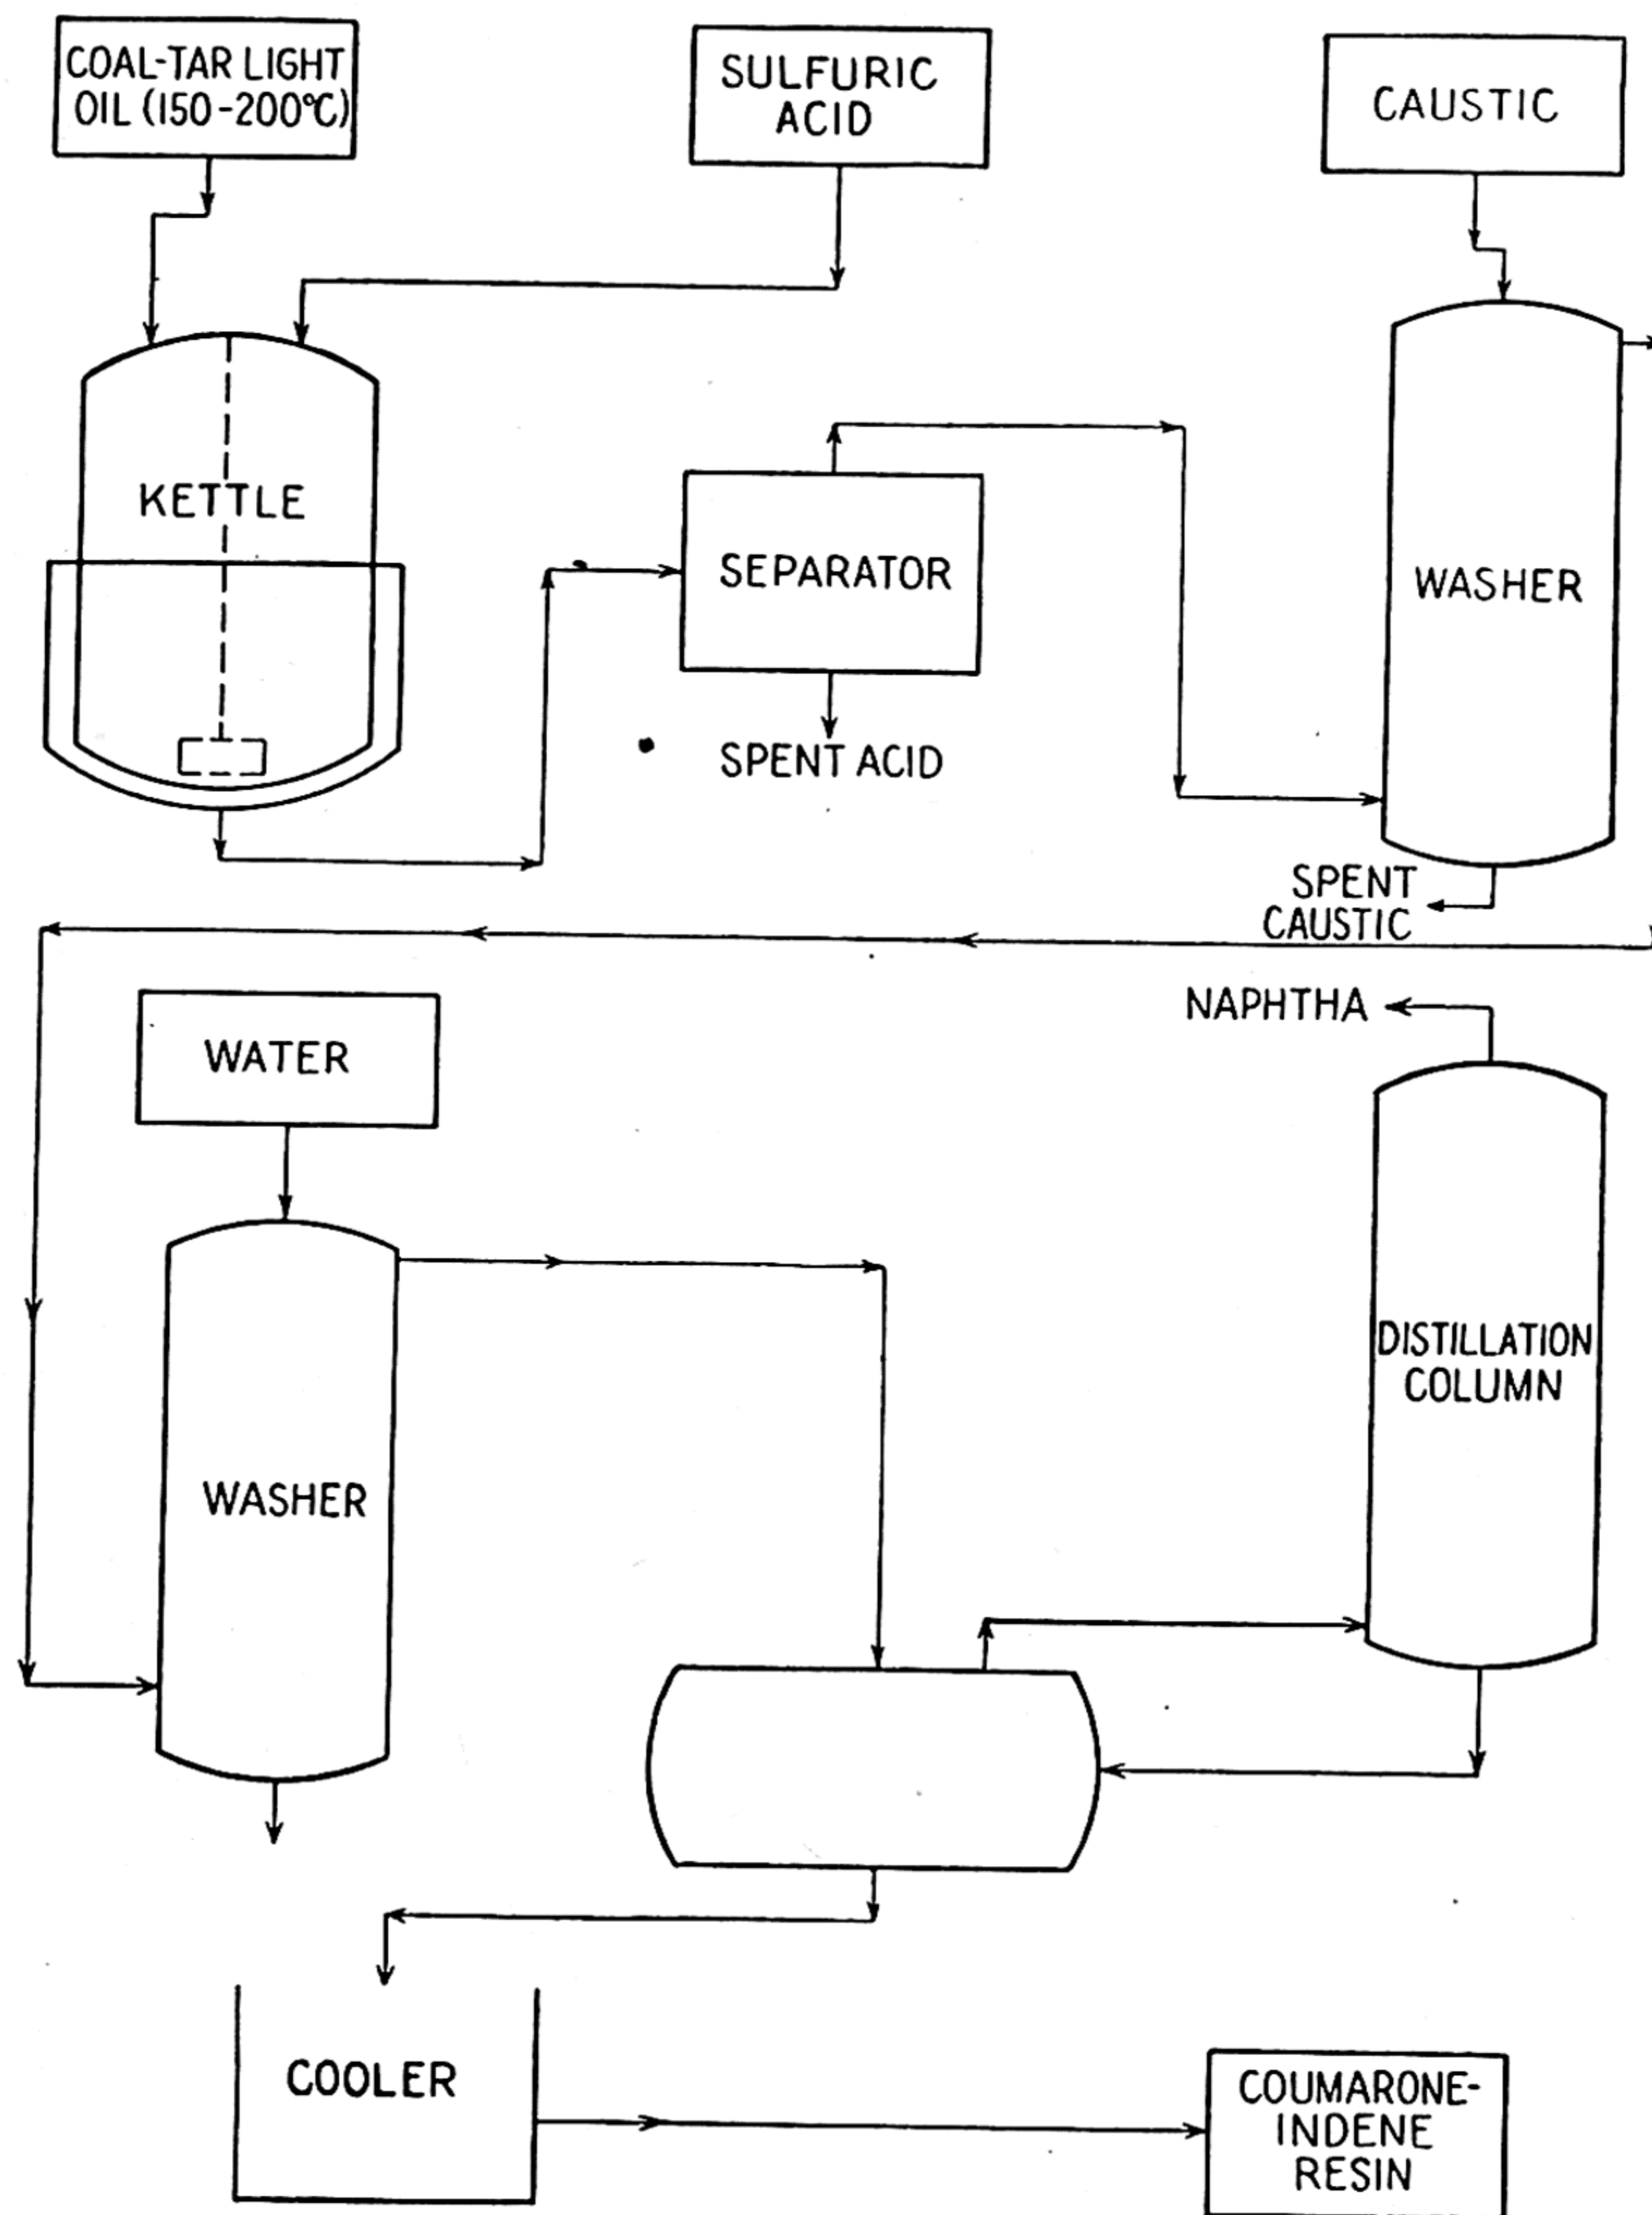 COAL-TAR LIGHT
OIL (150-200°C)
SULFURIC
ACID
CAUSTIC
KETTLE
SEPARATOR
WASHER
SPENT ACID
SPENT
CAUSTIC
NAPHTHA
WATER
DISTILLATION
COLUMN
WASHER
COOLER
COUMARONE-
INDENE
RESIN